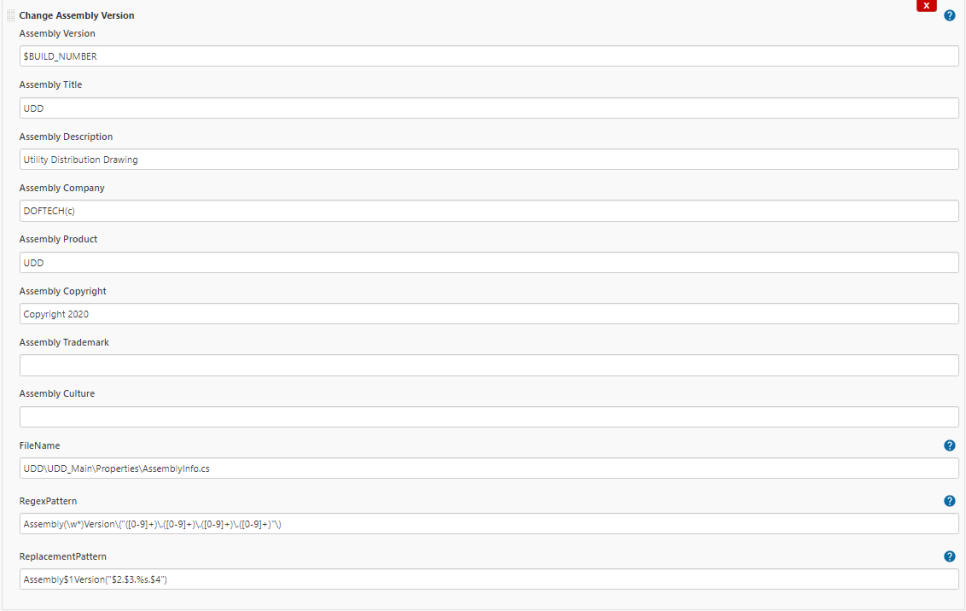 Change Assembly Version
x
?
Assembly Version
$BUILD_NUMBER
Assembly Title
UDD
Assembly Description
Utility Distribution Drawing
Assembly Company
DOFTECH(c)
Assembly Product
UDD
Assembly Copyright
Copyright 2020
Assembly Trademark
Assembly Culture
FileName
?
UDD\UDD_Main\Properties\AssemblyInfo.cs
RegexPattern
?
Assembly(\w*)Version\("([0-9]+)\.([0-9]+)\.([0-9]+)\.([0-9]+)"\)
ReplacementPattern
?
Assembly$1Version("$2.$3.%s.$4")